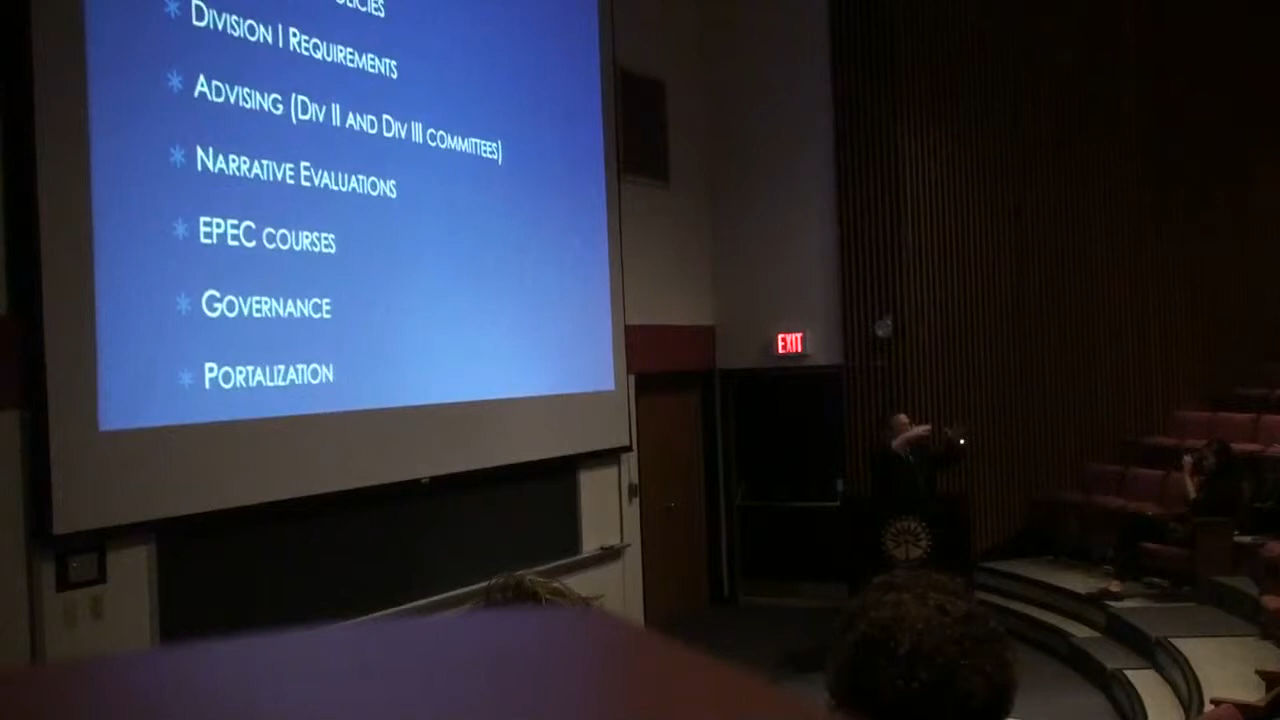 * Division I Requirements
* Advising (Div II and Div III committees)
* Narrative Evaluations
* EPEC courses
* Governance
* Portalization
EXIT